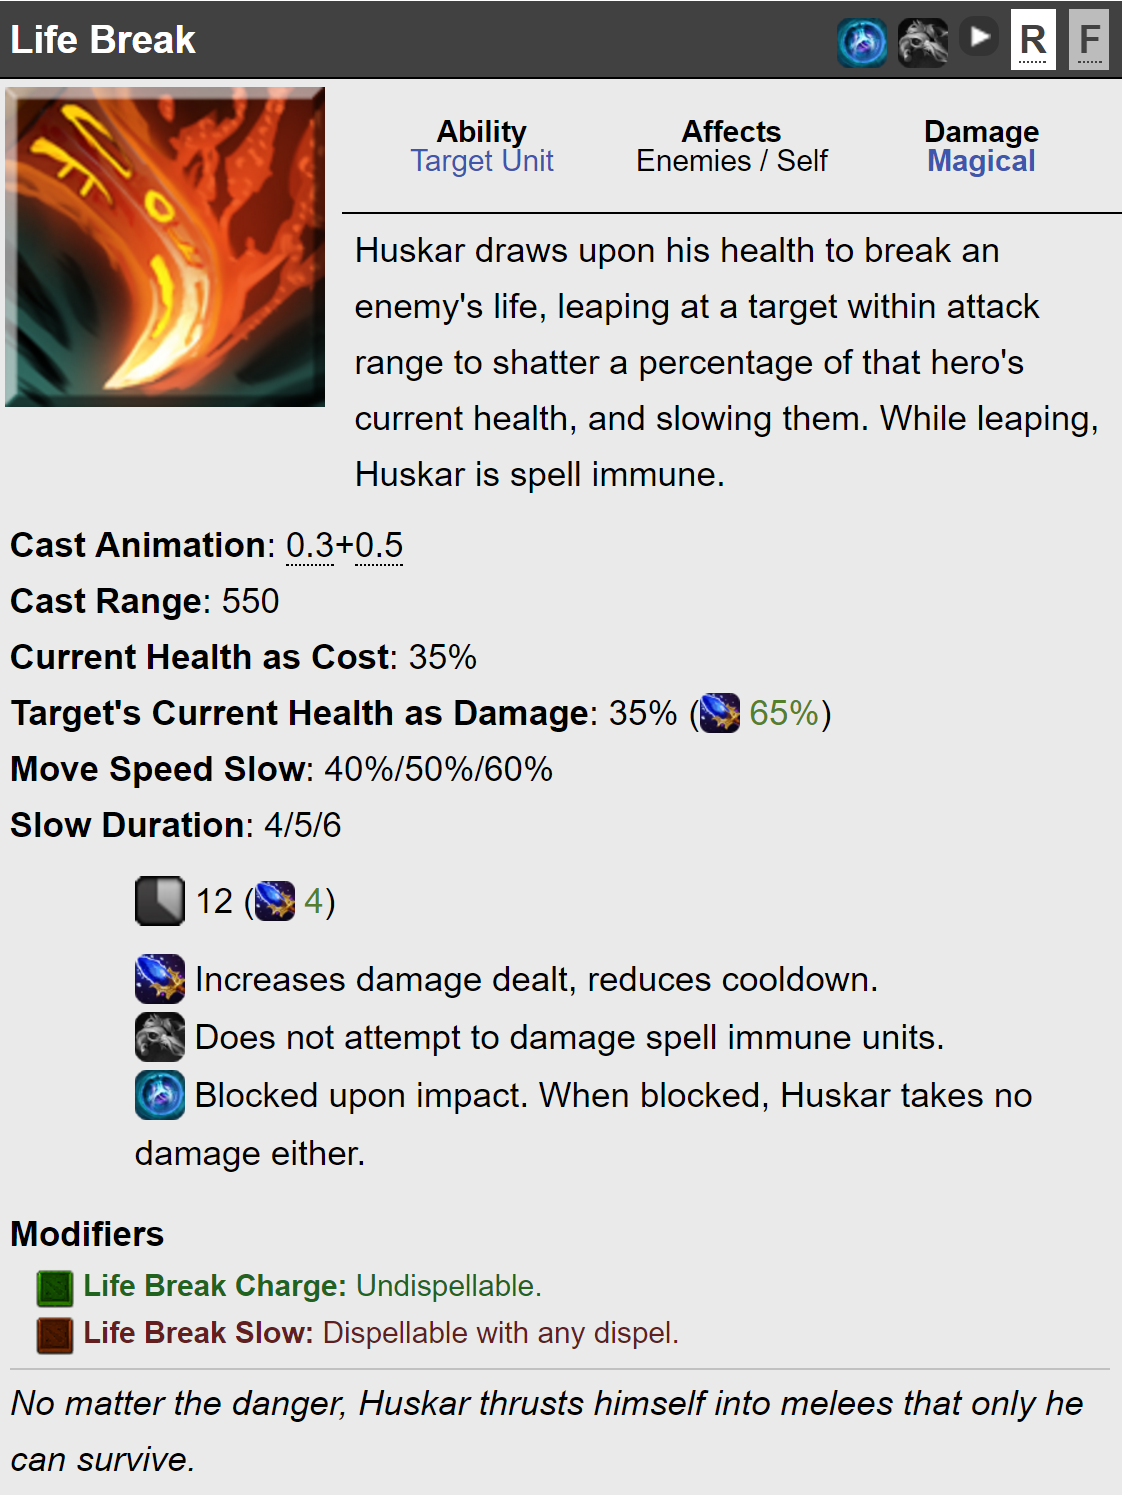 Life Break
R F
Ability Affects Damage
Target Unit Enemies / Self Magical
Huskar draws upon his health to break an
enemy's life, leaping at a target within attack
range to shatter a percentage of that hero's
current health, and slowing them. While leaping,
Huskar is spell immune.
Cast Animation: 0.3+0.5
Cast Range: 550
Current Health as Cost: 35%
Target's Current Health as Damage: 35% ( 65%)
Move Speed Slow: 40%/50%/60%
Slow Duration: 4/5/6
12 ( 4)
Increases damage dealt, reduces cooldown.
Does not attempt to damage spell immune units.
Blocked upon impact. When blocked, Huskar takes no
damage either.
Modifiers
Life Break Charge: Undispellable.
Life Break Slow: Dispellable with any dispel.
No matter the danger, Huskar thrusts himself into melees that only he
can survive.